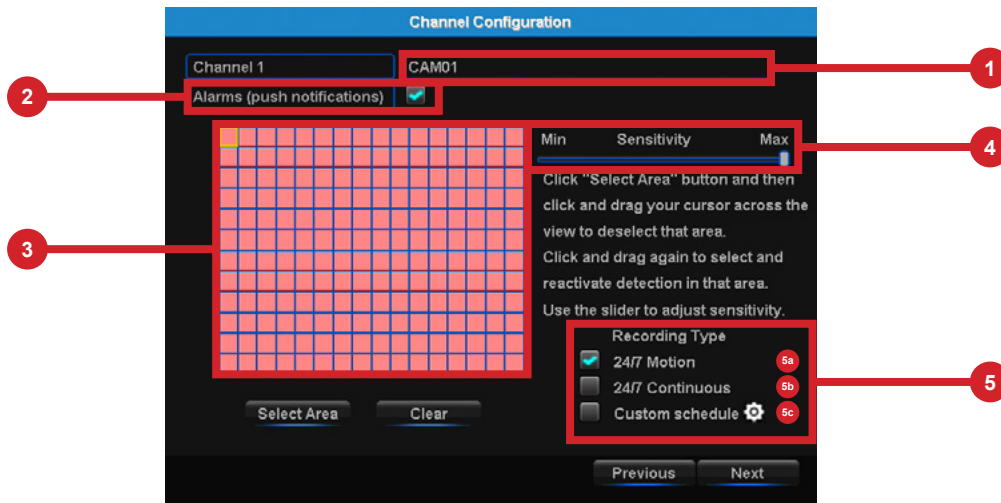 Channel Configuration
Channel 1
CAM01
1
2
Alarms (push notifications)
Min Sensitivity Max
4
Click "Select Area" button and then
click and drag your cursor across the
view to deselect that area.
3
Click and drag again to select and
reactivate detection in that area.
Use the slider to adjust sensitivity.
Recording Type
24/7 Motion
5a
24/7 Continuous
5b
5
Custom schedule
5c
Select Area
Clear
Previous
Next